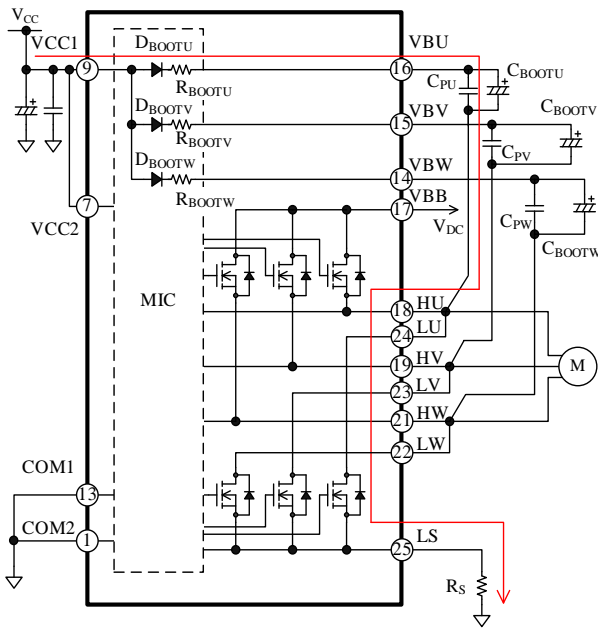 VCC
VCC1
DBOOTU
VBU
9
16
RBOOTU
CPU
CBOOTU
DBOOTV
VBV
15
RBOOTV
CPV
CBOOTV
DBOOTW
VBW
14
RBOOTW
CPW
CBOOTW
7
VCC2
VBB
17
VDC
MIC
18
HU
24
LU
19
HV
M
23
LV
21
HW
22
LW
COM1
13
COM2
1
25
LS
RS